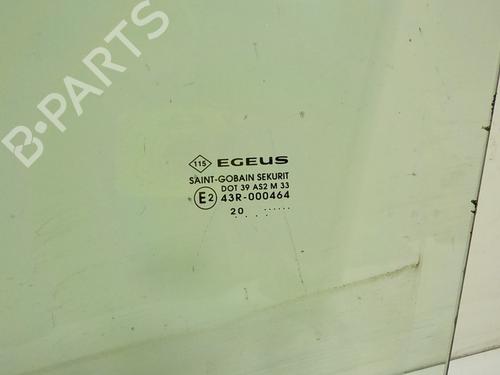 B-PARTS
115 EGEUS
SAINT-GOBAIN SEKURIT
DOT 39 AS2 M 33
E2 43R-000464
20 .......